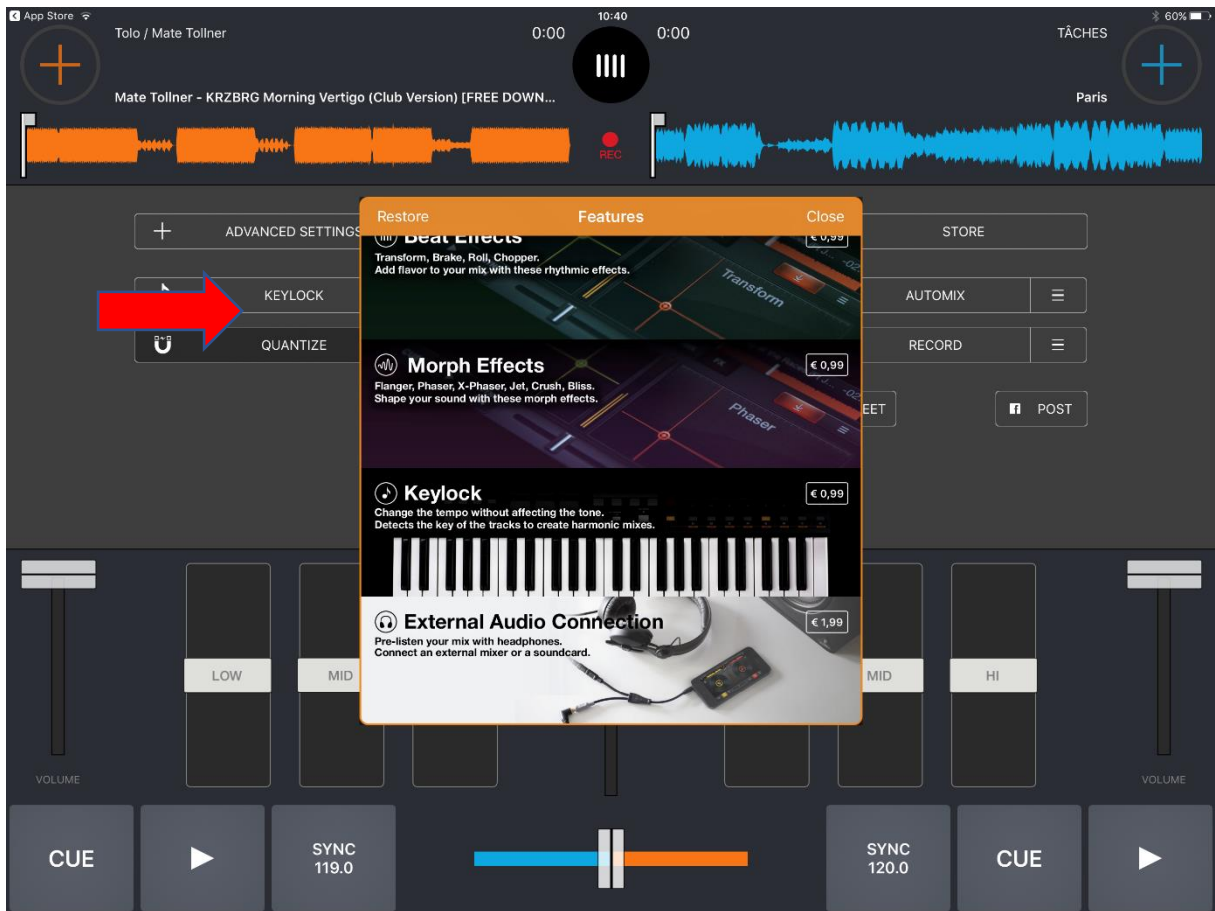 App Store
10:40
60%
Tolo / Mate Tollner
0:00
0:00
TÂCHES
Mate Tollner - KRZBRG Morning Vertigo (Club Version) [FREE DOWN...
Paris
REC
Restore
Features
Close
ADVANCED SETTINGS
STORE
Beat Effects
€ 0,99
Transform, Brake, Roll, Chopper.
Add flavor to your mix with these rhythmic effects.
Transform
KEYLOCK
AUTOMIX
QUANTIZE
RECORD
Morph Effects
€ 0,99
Flanger, Phaser, X-Phaser, Jet, Crush, Bliss.
Shape your sound with these morph effects.
FX
Phaser
EET
POST
Keylock
€ 0,99
Change the tempo without affecting the tone.
Detects the key of the tracks to create harmonic mixes.
External Audio Connection
€ 1,99
Pre-listen your mix with headphones.
Connect an external mixer or a soundcard.
LOW
MID
MID
HI
VOLUME
VOLUME
CUE
SYNC
119.0
SYNC
120.0
CUE